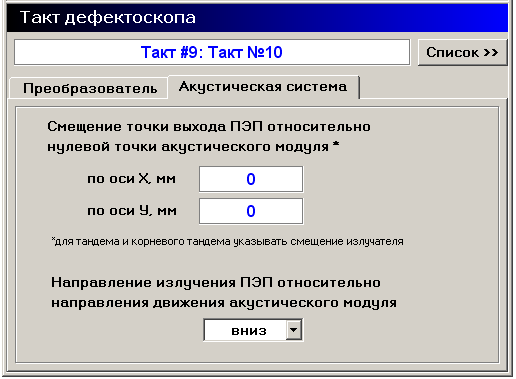 Такт дефектоскопа
Такт #9: Такт №10
Список >>
Преобразователь
Акустическая система
Смещение точки выхода ПЭП относительно
нулевой точки акустического модуля *
по оси X, мм
0
по оси У, мм
0
*для тандема и корневого тандема указывать смещение излучателя
Направление излучения ПЭП относительно
направления движения акустического модуля
вниз